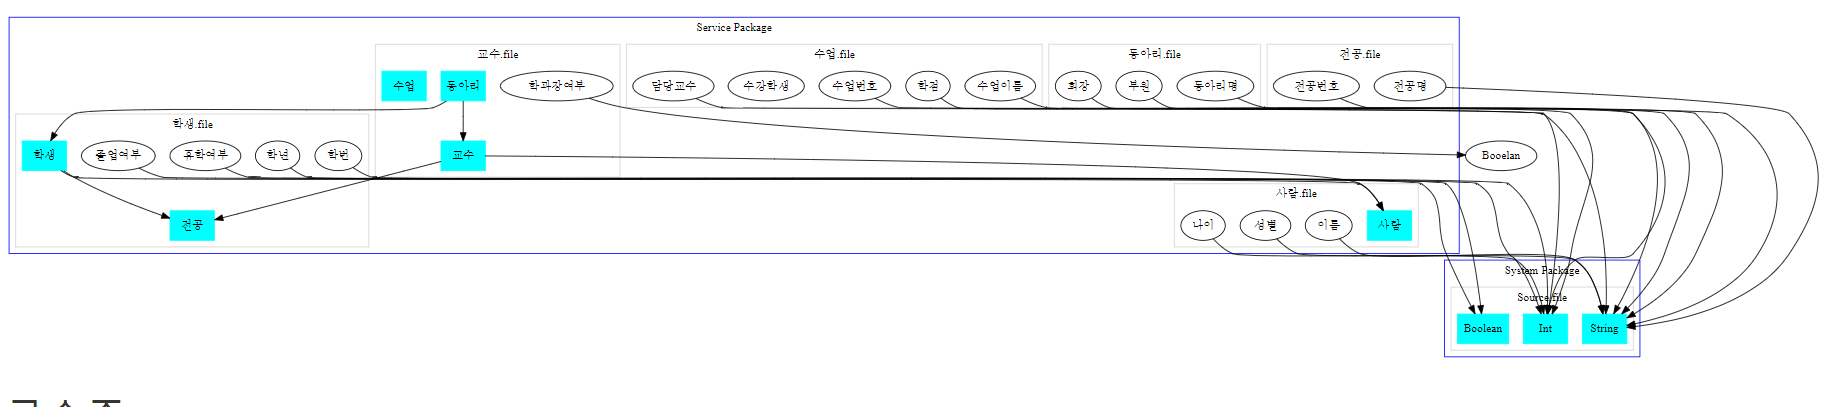 Service Package
교수.file
수업.file
동아리.file
전공.file
수업
동아리
학과장여부
담당교수
수강학생
수업번호
학점
수업이름
회장
부원
동아리명
전공번호
전공명
학생.file
학생
졸업여부
휴학여부
학년
학번
교수
Booelan
사람.file
전공
나이
성별
이름
사람
System Package
Source.file
Boolean
Int
String